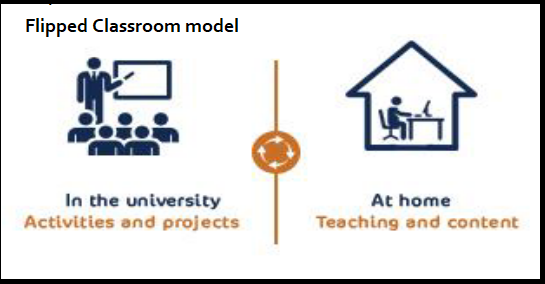 Flipped Classroom model
In the university
Activities and projects
At home
Teaching and content